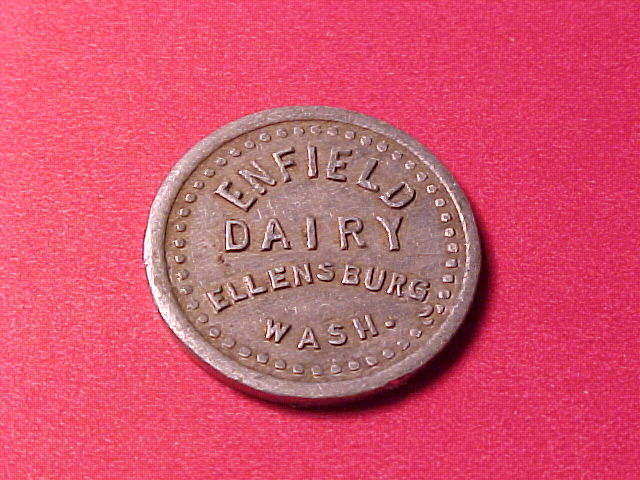 ENFIELD
DAIRY
ELLENSBURG,
WASH.